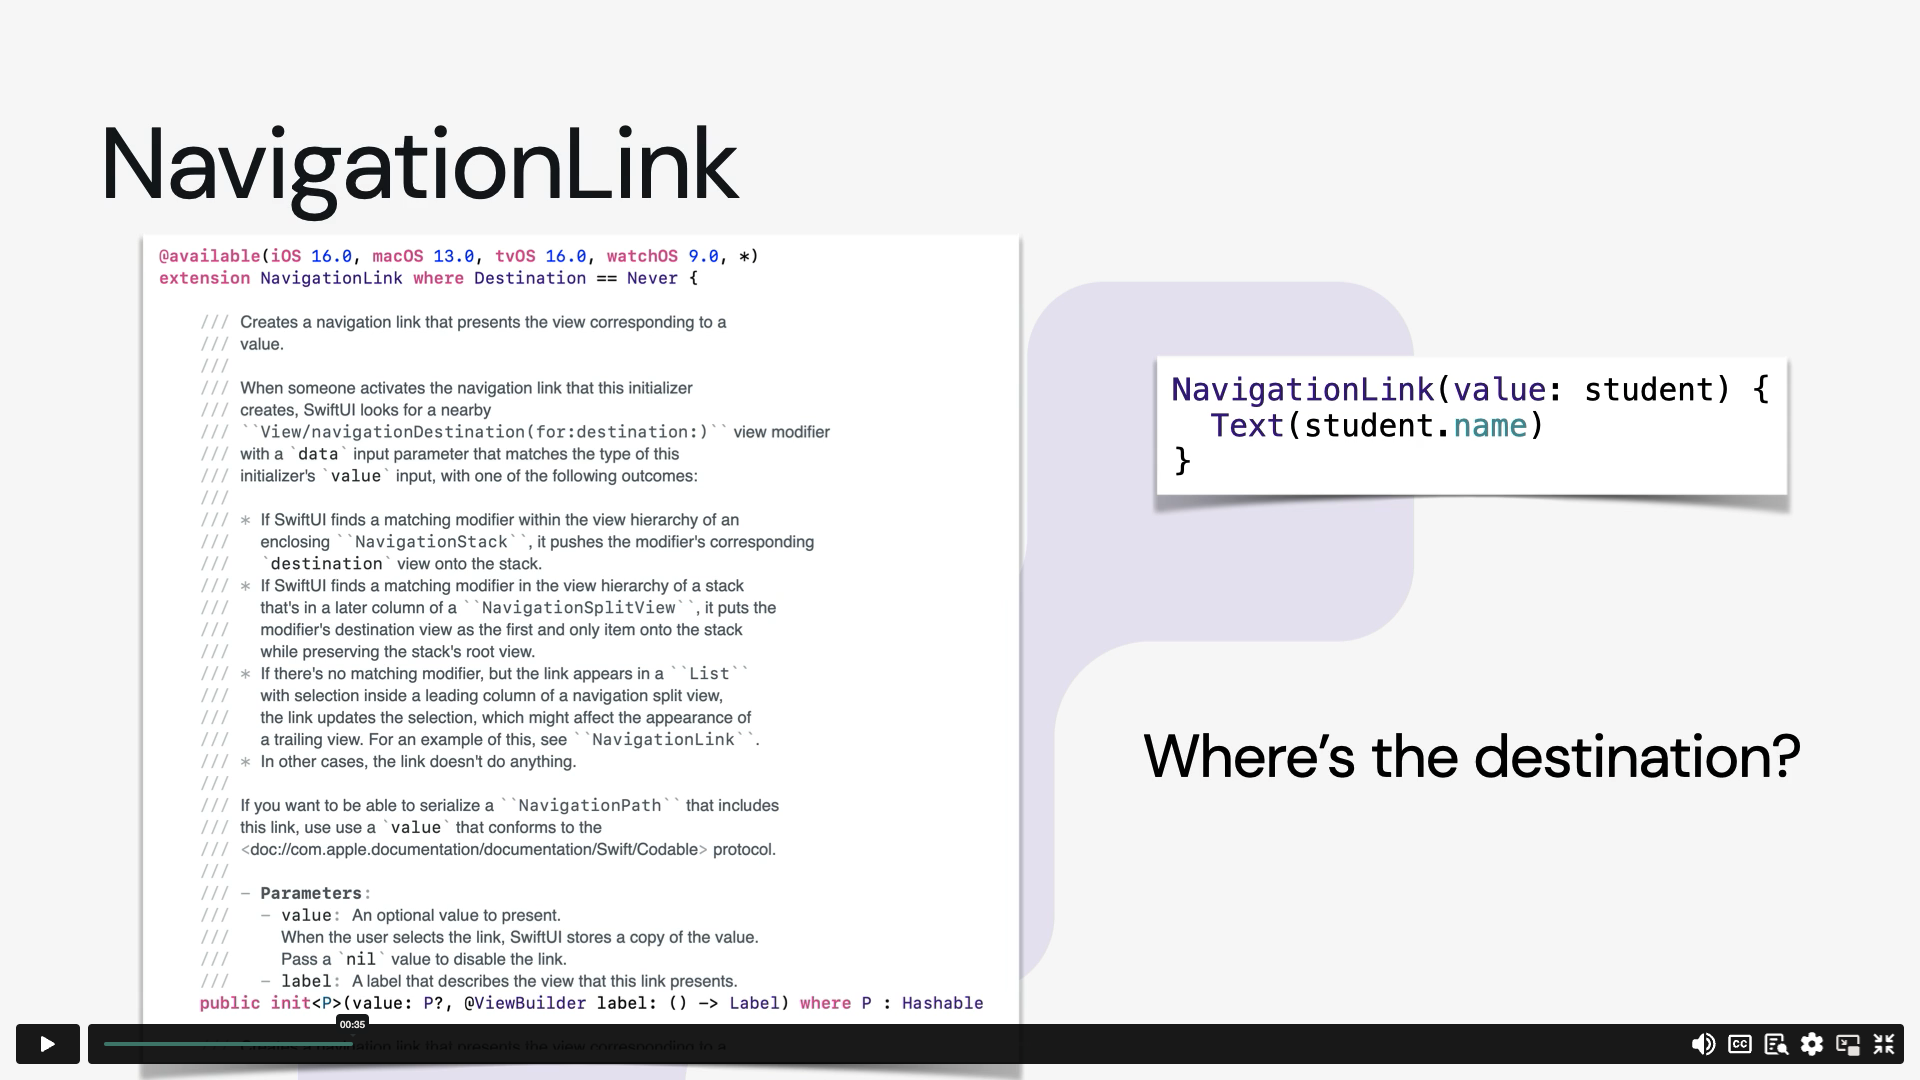 NavigationLink
@available(iOS 16.0, macOS 13.0, tvOS 16.0, watchOS 9.0, *)
extension NavigationLink where Destination == Never {
/// Creates a navigation link that presents the view corresponding to a
/// value.
///
/// When someone activates the navigation link that this initializer
/// creates, SwiftUI looks for a nearby
/// ``View/navigationDestination(for:destination:)`` view modifier
/// with a `data` input parameter that matches the type of this
/// initializer's `value` input, with one of the following outcomes:
///
/// * If SwiftUI finds a matching modifier within the view hierarchy of an
/// enclosing ``NavigationStack``, it pushes the modifier's corresponding
/// `destination` view onto the stack.
/// * If SwiftUI finds a matching modifier in the view hierarchy of a stack
/// that's in a later column of a ``NavigationSplitView``, it puts the
/// modifier's destination view as the first and only item onto the stack
/// while preserving the stack's root view.
/// * If there's no matching modifier, but the link appears in a ``List``
/// with selection inside a leading column of a navigation split view,
/// the link updates the selection, which might affect the appearance of
/// a trailing view. For an example of this, see ``NavigationLink``.
/// * In other cases, the link doesn't do anything.
///
/// If you want to be able to serialize a ``NavigationPath`` that includes
/// this link, use use a `value` that conforms to the
/// <doc://com.apple.documentation/documentation/Swift/Codable> protocol.
///
/// – Parameters:
/// – value: An optional value to present.
/// When the user selects the link, SwiftUI stores a copy of the value.
/// Pass a `nil` value to disable the link.
/// – label: A label that describes the view that this link presents.
public init<P>(value: P?, @ViewBuilder label: () -> Label) where P : Hashable
/// Creates a navigation link that presents the view corresponding to a
NavigationLink(value: student) {
Text(student.name)
}
Where's the destination?
00:35
CC